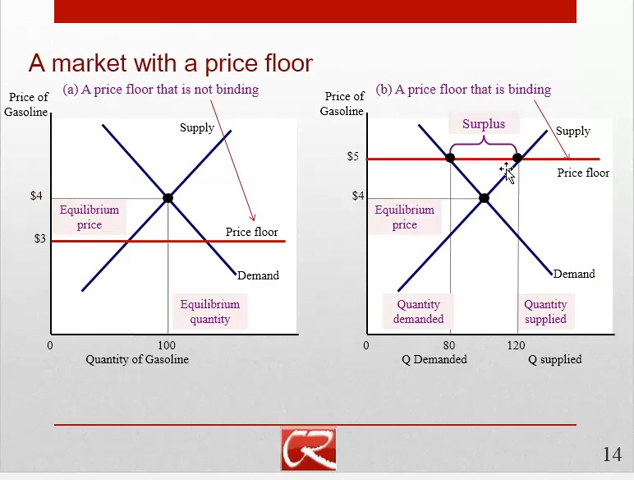 A market with a price floor
(a) A price floor that is not binding
Price of
Gasoline
Supply
$4
Equilibrium
price
Price floor
$3
Demand
Equilibrium
quantity
0
100
Quantity of Gasoline
(b) A price floor that is binding
Price of
Gasoline
Surplus
Supply
$5
Price floor
$4
Equilibrium
price
Demand
Quantity
demanded
Quantity
supplied
0
80
120
Q Demanded
Q supplied
CR
14